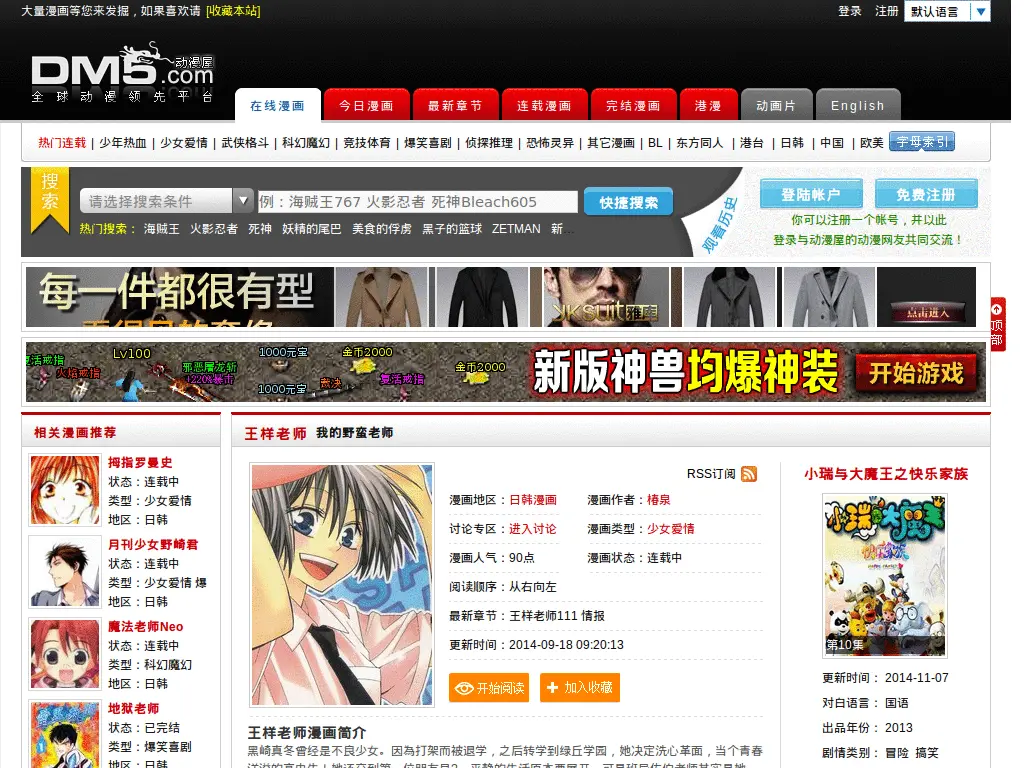 大量漫画等您来发掘，如果喜欢请 [收藏本站]
登录 注册 默认语言
DM5.com 动漫屋
全球动漫领先平台
在线漫画 今日漫画 最新章节 连载漫画 完结漫画 港漫 动画片 English
热门连载 | 少年热血 | 少女爱情 | 武侠格斗 | 科幻魔幻 | 竞技体育 | 爆笑喜剧 | 侦探推理 | 恐怖灵异 | 其它漫画 | BL | 东方同人 | 港台 | 日韩 | 中国 | 欧美 字母索引
搜索
请选择搜索条件 例：海贼王767 火影忍者 死神Bleach605 快捷搜索
热门搜索： 海贼王 火影忍者 死神 妖精的尾巴 美食的俘虏 黑子的篮球 ZETMAN 新
观看历史
登陆帐户 免费注册
你可以注册一个帐号，并以此
登录与动漫屋的动漫网友共同交流！
每一件都很有型
YKSUIT雅匯
点击进入
顶部
复活戒指 Lv100 1000元宝 金币2000
火焰戒指 邪恶屠龙斩 1220%暴击 1000元宝 裁决 复活戒指 金币2000
新版神兽均爆神装 开始游戏
相关漫画推荐
拇指罗曼史
状态：连载中
类型：少女爱情
地区：日韩
月刊少女野崎君
状态：连载中
类型：少女爱情 爆
地区：日韩
魔法老师Neo
状态：连载中
类型：科幻魔幻
地区：日韩
地狱老师
状态：已完结
类型：爆笑喜剧
地区：日韩
王样老师 我的野蛮老师
RSS订阅
漫画地区：日韩漫画 漫画作者：椿泉
讨论专区：进入讨论 漫画类型：少女爱情
漫画人气：90点 漫画状态：连载中
阅读顺序：从右向左
最新章节：王样老师111 情报
更新时间：2014-09-18 09:20:13
开始阅读 加入收藏
王样老师漫画简介
黑崎真冬曾经是不良少女。因為打架而被退学，之后转学到绿丘学园，她决定洗心革面，当个青春
小瑞与大魔王之快乐家族
小瑞与大魔王
快乐家族
第10集
更新时间： 2014-11-07
对白语言： 国语
出品年份： 2013
剧情类别： 冒险 搞笑